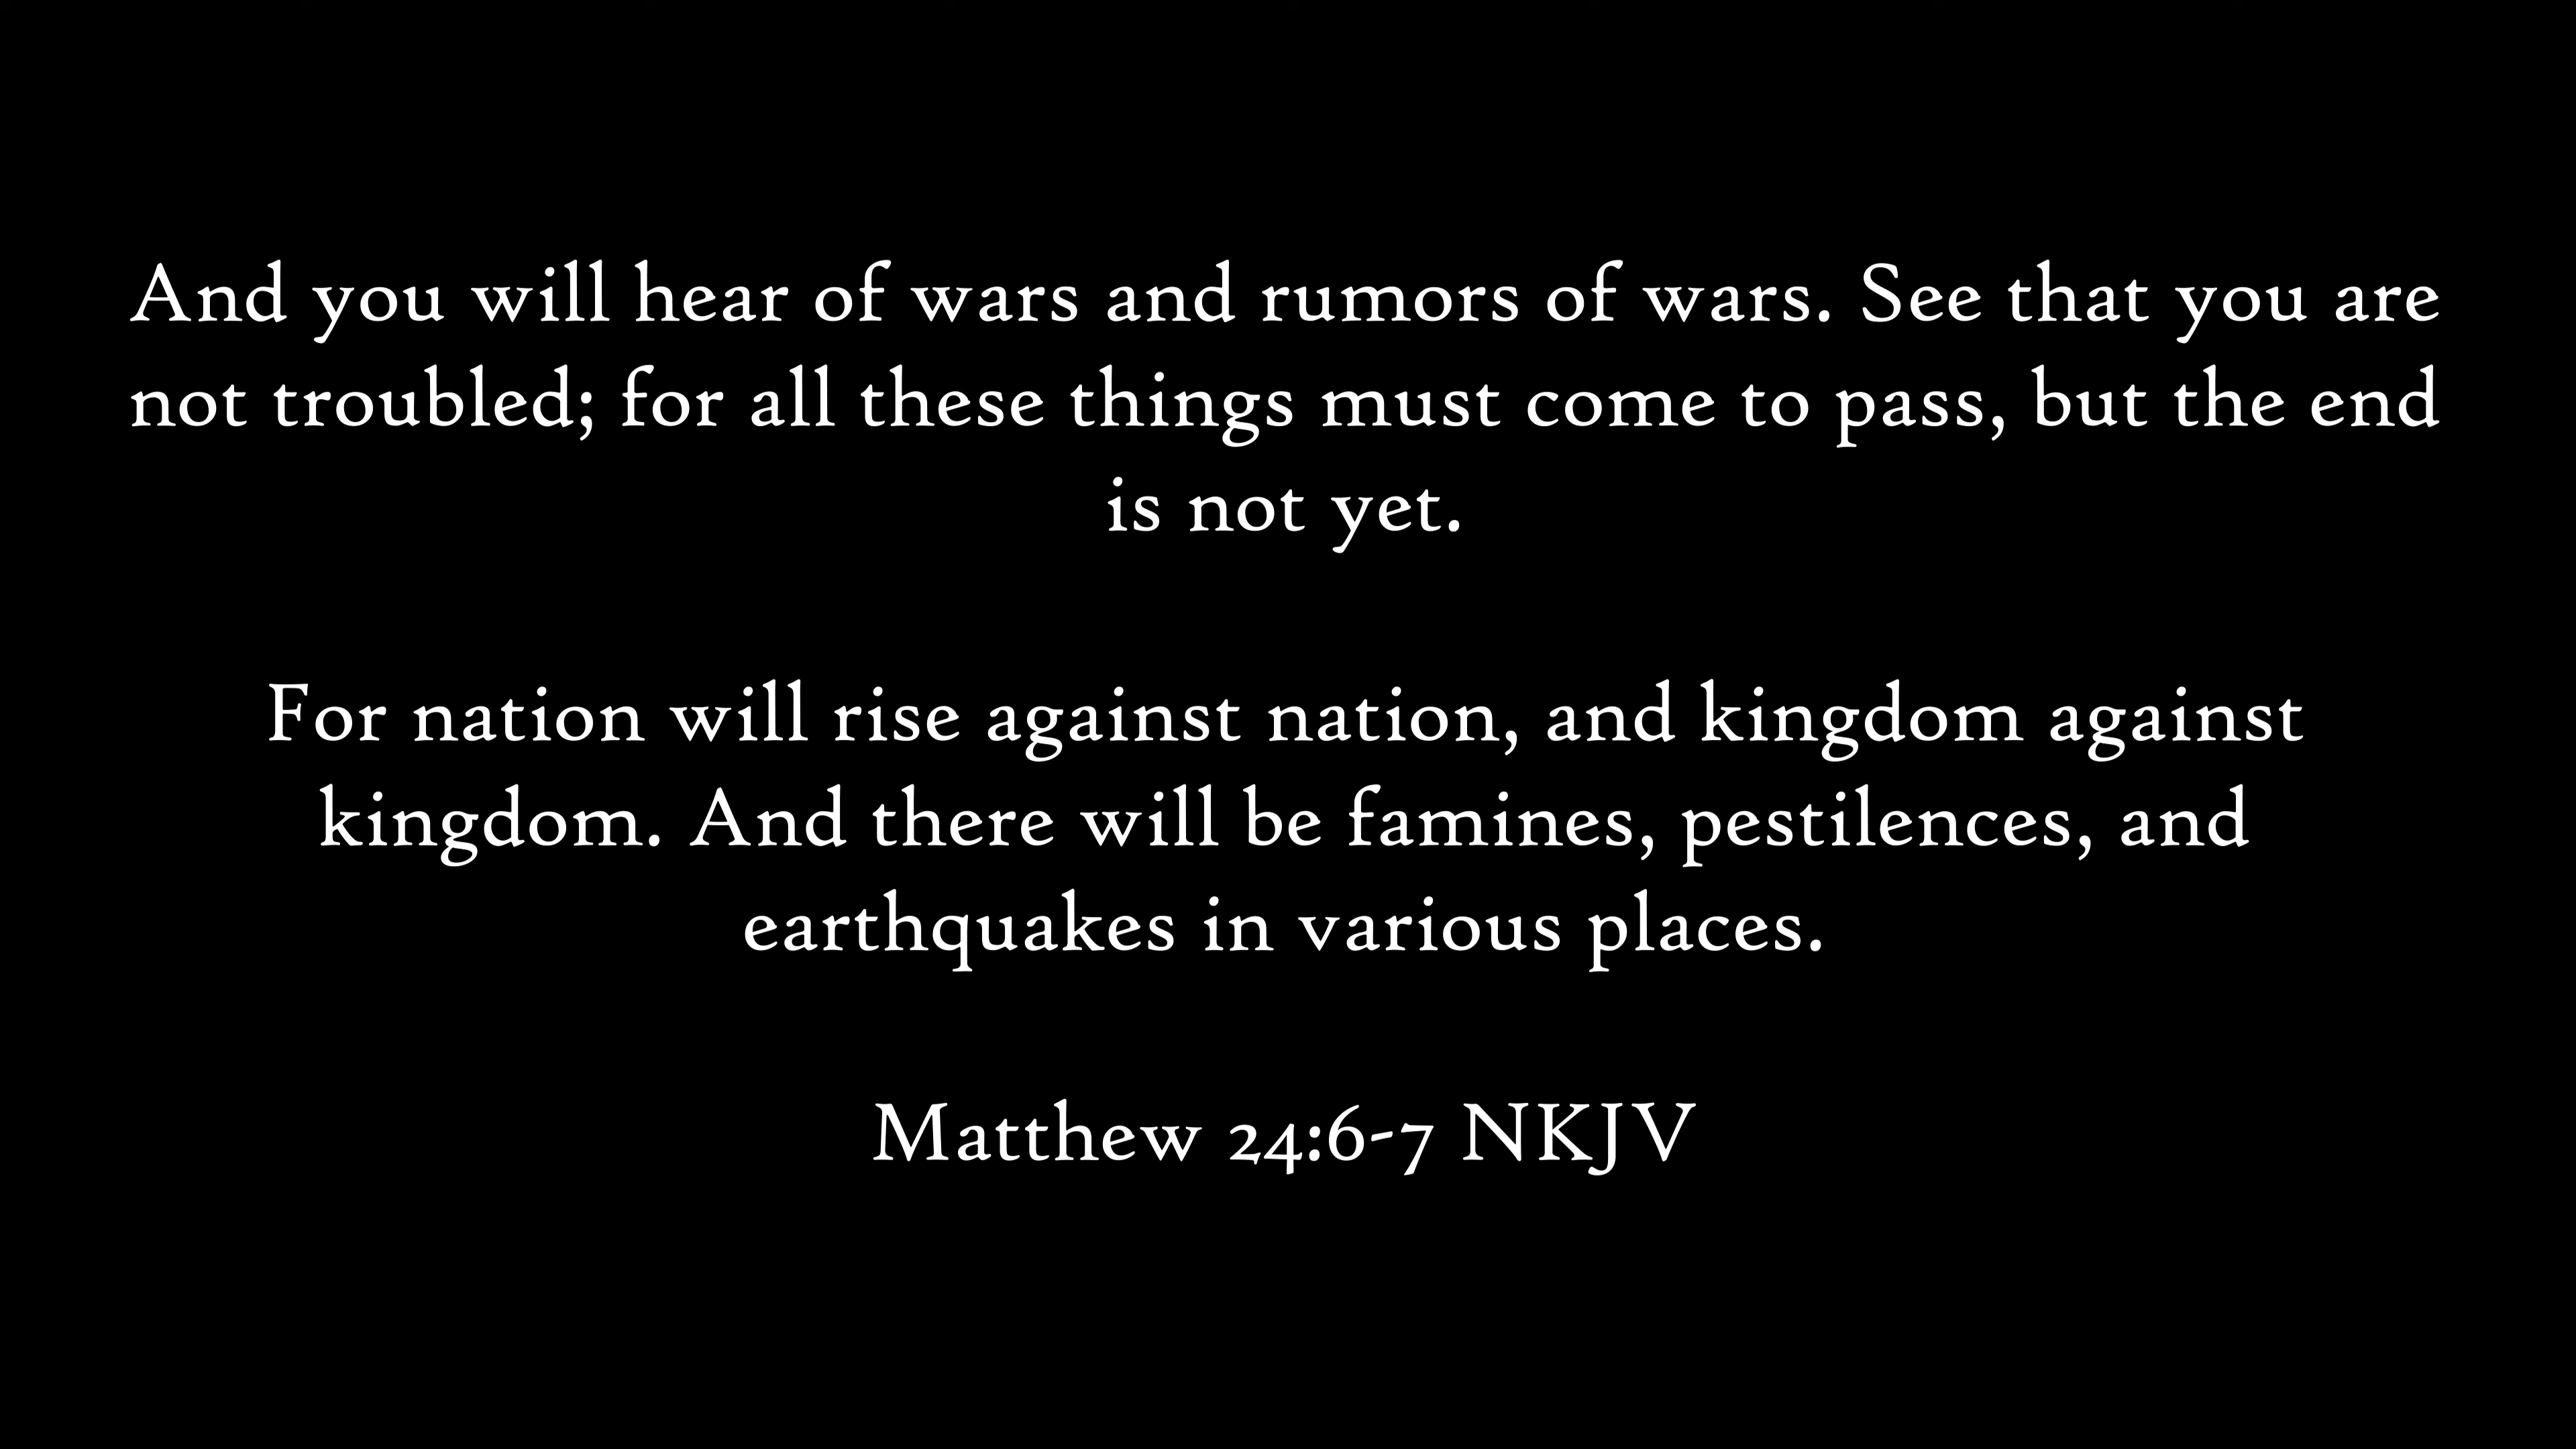 And you will hear of wars and rumors of wars. See that you are
not troubled; for all these things must come to pass, but the end
is not yet.
For nation will rise against nation, and kingdom against
kingdom. And there will be famines, pestilences, and
earthquakes in various places.
Matthew 24:6-7 NKJV